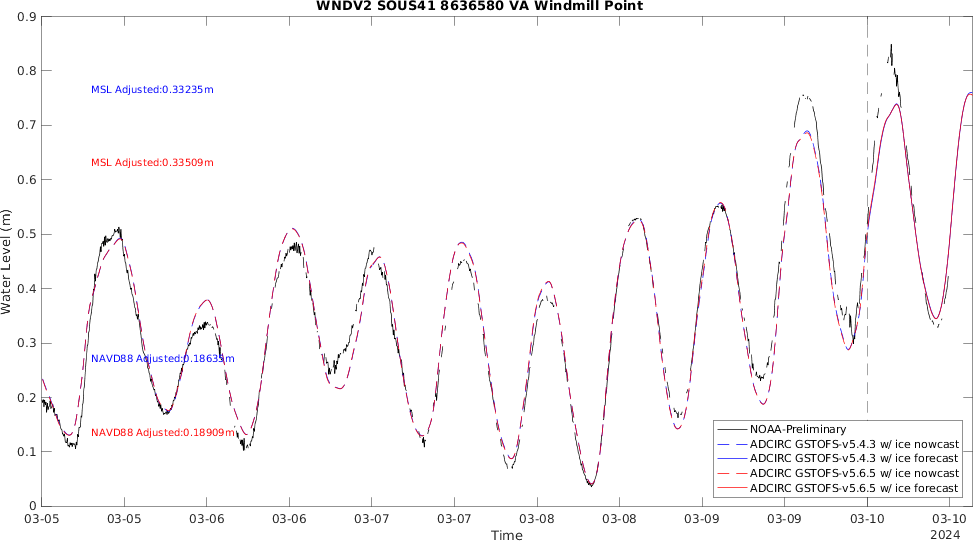 WNDV2 SOUS41 8636580 VA Windmill Point
0.9
0.8
0.7
0.6
0.5
0.4
0.3
0.2
0.1
0
Water Level (m)
MSL Adjusted:0.33235m
MSL Adjusted:0.33509m
NAVD88 Adjusted:0.18635m
NAVD88 Adjusted:0.18909m
NOAA-Preliminary
ADCIRC GSTOFS-v5.4.3 w/ ice nowcast
ADCIRC GSTOFS-v5.4.3 w/ ice forecast
ADCIRC GSTOFS-v5.6.5 w/ ice nowcast
ADCIRC GSTOFS-v5.6.5 w/ ice forecast
03-05 03-05 03-06 03-06 03-07 03-07 03-08 03-08 03-09 03-09 03-10 03-10
2024
Time